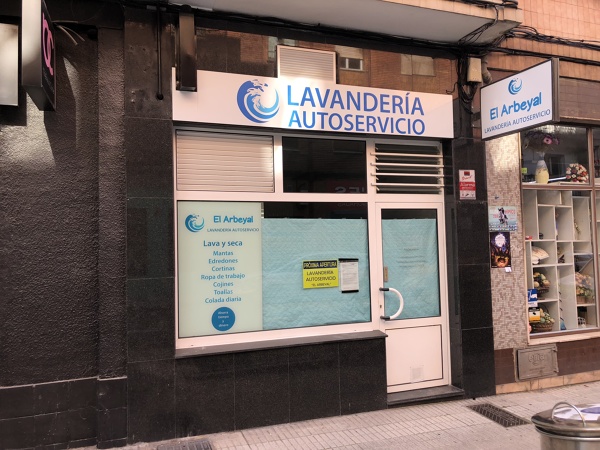 LAVANDERÍA
AUTOSERVICIO
El Arbeyal
LAVANDERÍA AUTOSERVICIO
El Arbeyal
LAVANDERÍA AUTOSERVICIO
Lava y seca
Mantas
Edredones
Cortinas
Ropa de trabajo
Cojines
Toallas
Colada diaria
PRÓXIMA APERTURA
LAVANDERÍA
AUTOSERVICIO